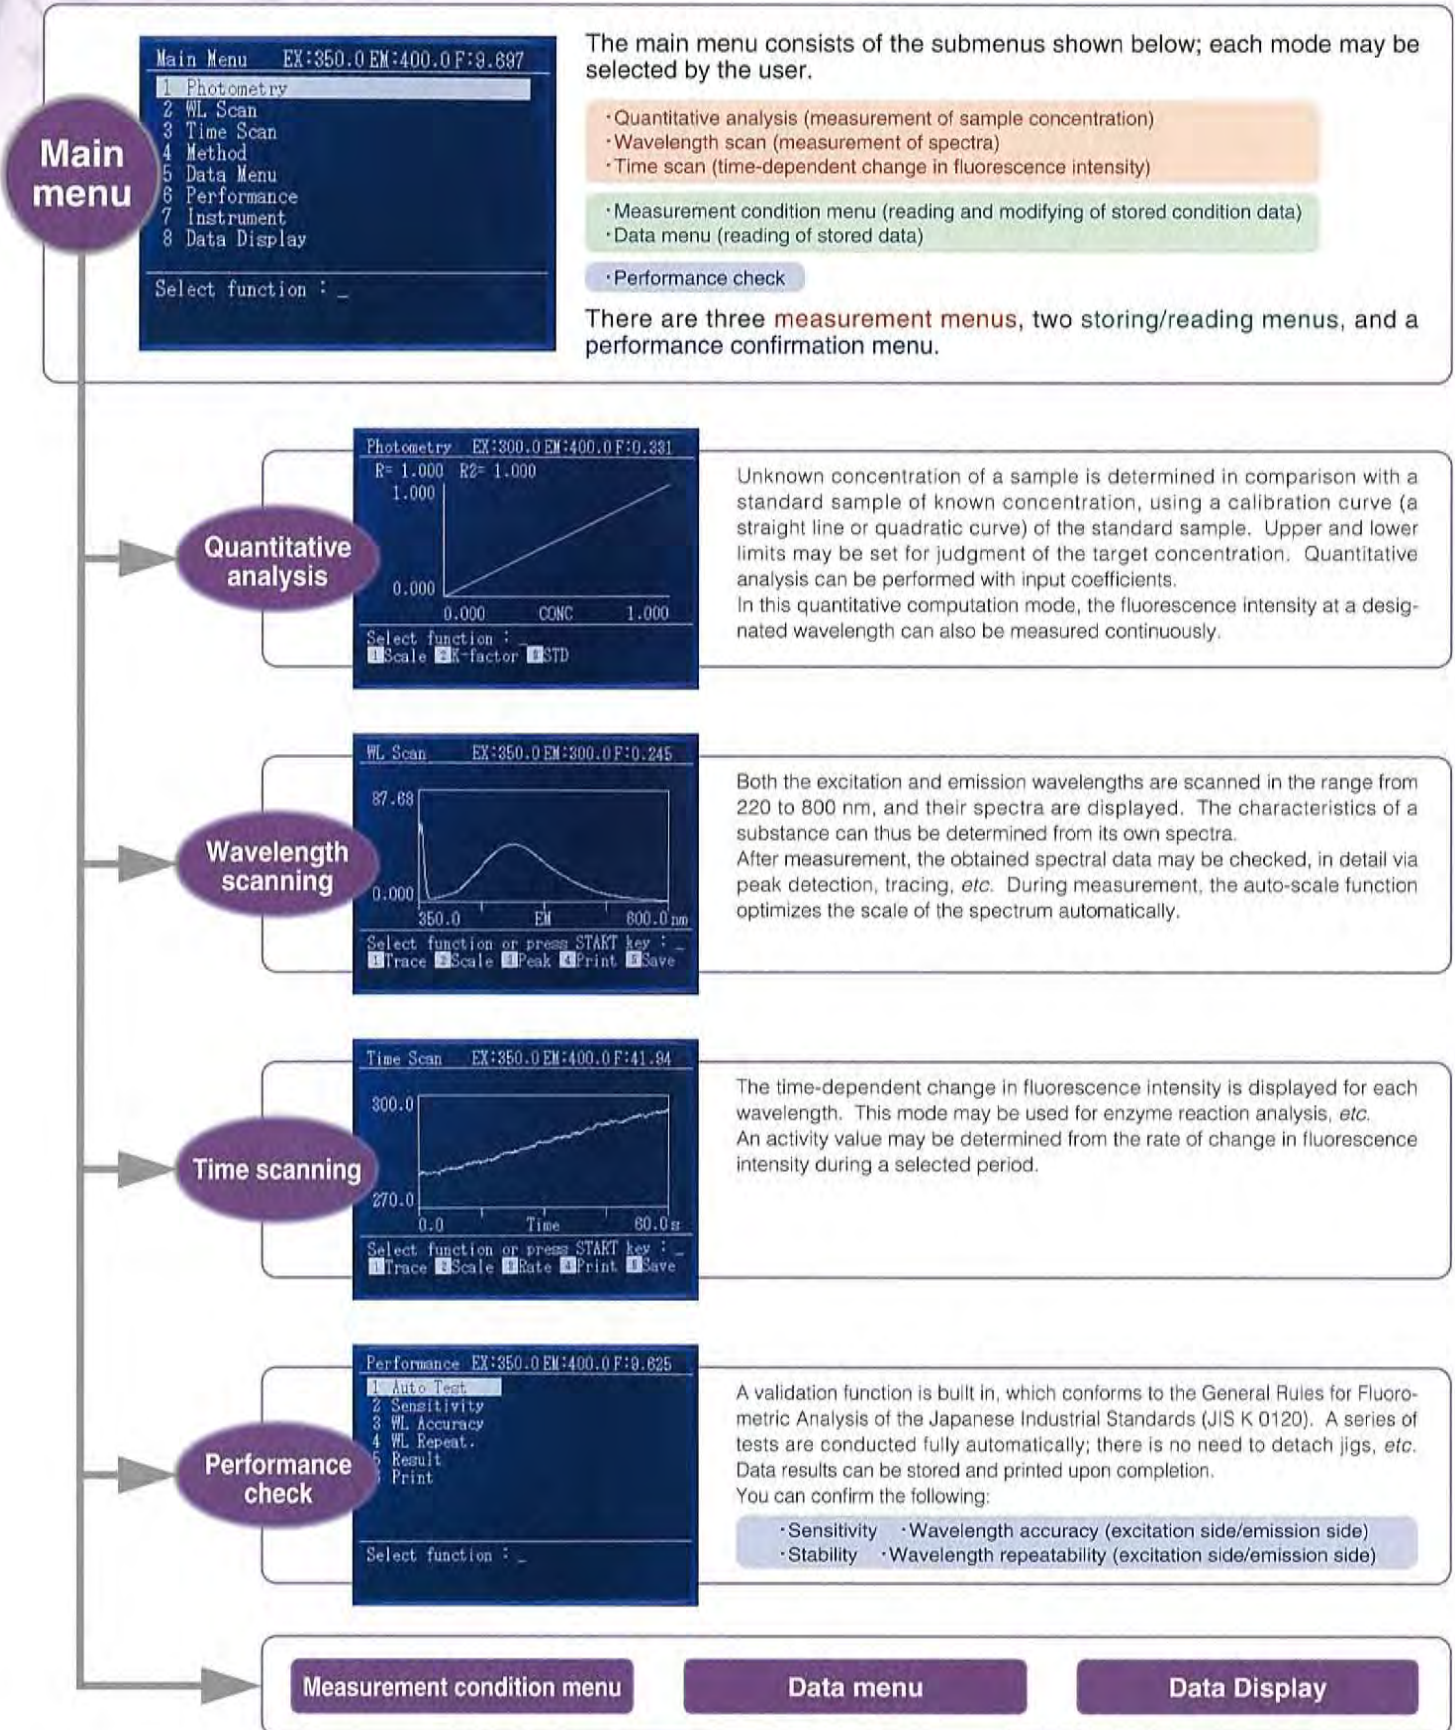 Main menu
Main Menu EX:350.0 EM:400.0 F:9.697
1 Photometry
2 WL Scan
3 Time Scan
4 Method
5 Data Menu
6 Performance
7 Instrument
8 Data Display
Select function : _
The main menu consists of the submenus shown below; each mode may be
selected by the user.
·Quantitative analysis (measurement of sample concentration)
·Wavelength scan (measurement of spectra)
·Time scan (time-dependent change in fluorescence intensity)
·Measurement condition menu (reading and modifying of stored condition data)
·Data menu (reading of stored data)
·Performance check
There are three measurement menus, two storing/reading menus, and a
performance confirmation menu.
Quantitative
analysis
Photometry EX:300.0 EM:400.0 F:0.331
R= 1.000 R2= 1.000
1.000
0.000
0.000 CONC 1.000
Select function : _
1 Scale 2 K-factor STD
Unknown concentration of a sample is determined in comparison with a
standard sample of known concentration, using a calibration curve (a
straight line or quadratic curve) of the standard sample. Upper and lower
limits may be set for judgment of the target concentration. Quantitative
analysis can be performed with input coefficients.
In this quantitative computation mode, the fluorescence intensity at a desig-
nated wavelength can also be measured continuously.
Wavelength
scanning
WL Scan EX:350.0 EM:300.0 F:0.245
87.68
0.000
350.0 EM 600.0 nm
Select function or press START key : _
1 Trace 2 Scale 3 Peak 4 Print 5 Save
Both the excitation and emission wavelengths are scanned in the range from
220 to 800 nm, and their spectra are displayed. The characteristics of a
substance can thus be determined from its own spectra.
After measurement, the obtained spectral data may be checked, in detail via
peak detection, tracing, etc. During measurement, the auto-scale function
optimizes the scale of the spectrum automatically.
Time scanning
Time Scan EX:350.0 EM:400.0 F:41.94
300.0
270.0
0.0 Time 60.0 s
Select function or press START key : _
1 Trace 2 Scale 3 Rate 4 Print 5 Save
The time-dependent change in fluorescence intensity is displayed for each
wavelength. This mode may be used for enzyme reaction analysis, etc.
An activity value may be determined from the rate of change in fluorescence
intensity during a selected period.
Performance
check
Performance EX:350.0 EM:400.0 F:9.625
1 Auto Test
2 Sensitivity
3 WL Accuracy
4 WL Repeat.
5 Result
Print
Select function : _
A validation function is built in, which conforms to the General Rules for Fluoro-
metric Analysis of the Japanese Industrial Standards (JIS K 0120). A series of
tests are conducted fully automatically; there is no need to detach jigs, etc.
Data results can be stored and printed upon completion.
You can confirm the following:
·Sensitivity ·Wavelength accuracy (excitation side/emission side)
·Stability ·Wavelength repeatability (excitation side/emission side)
Measurement condition menu
Data menu
Data Display